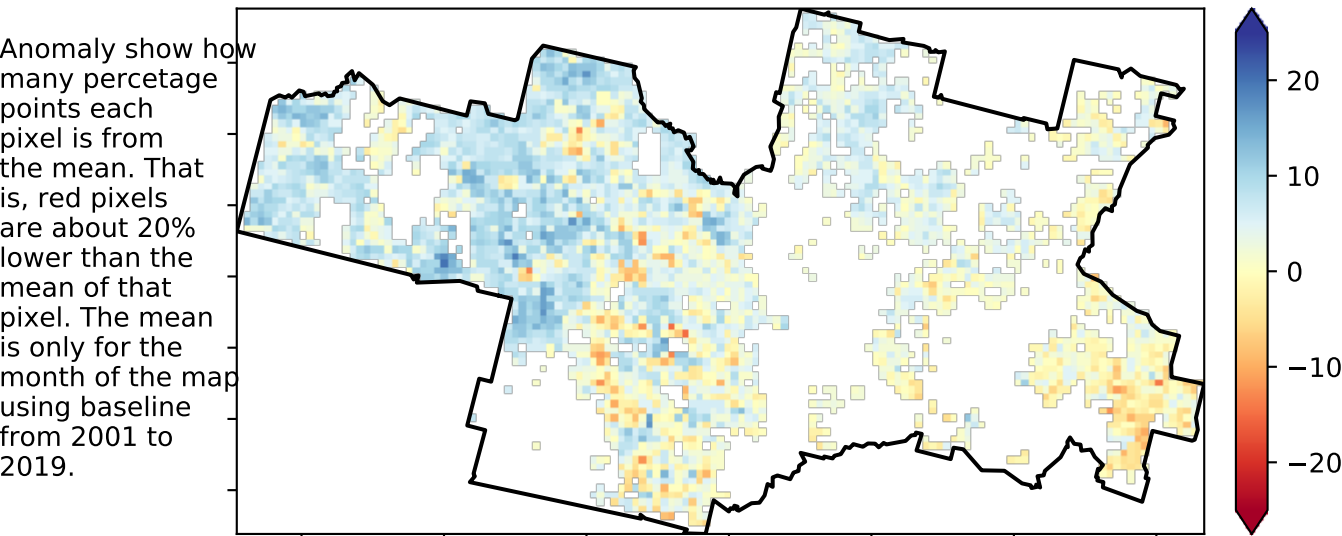 Anomaly show how
many percetage
points each
pixel is from
the mean. That
is, red pixels
are about 20%
lower than the
mean of that
pixel. The mean
is only for the
month of the map
using baseline
from 2001 to
2019.
20
10
0
−10
−20